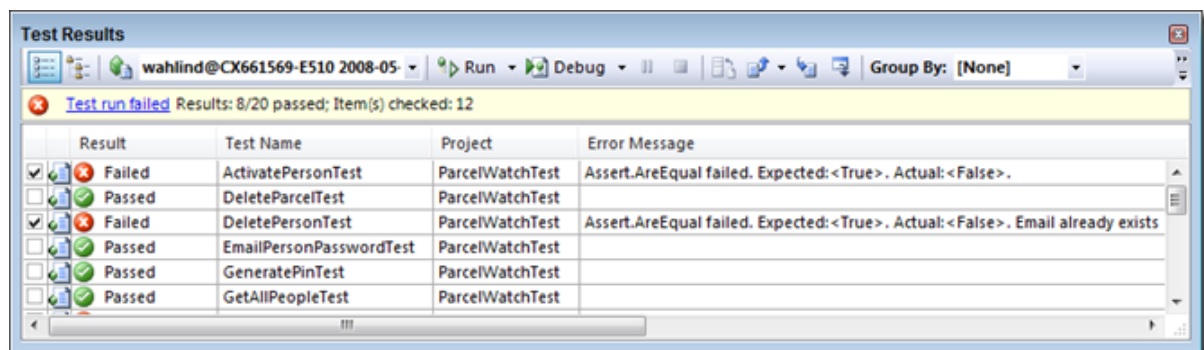 Test Results
wahlind@CX661569-E510 2008-05- Run Debug Group By: [None]
Test run failed Results: 8/20 passed; Item(s) checked: 12
Result Test Name Project Error Message
Failed ActivatePersonTest ParcelWatchTest Assert.AreEqual failed. Expected:<True>. Actual:<False>.
Passed DeleteParcelTest ParcelWatchTest
Failed DeletePersonTest ParcelWatchTest Assert.AreEqual failed. Expected:<True>. Actual:<False>. Email already exists
Passed EmailPersonPasswordTest ParcelWatchTest
Passed GeneratePinTest ParcelWatchTest
Passed GetAllPeopleTest ParcelWatchTest